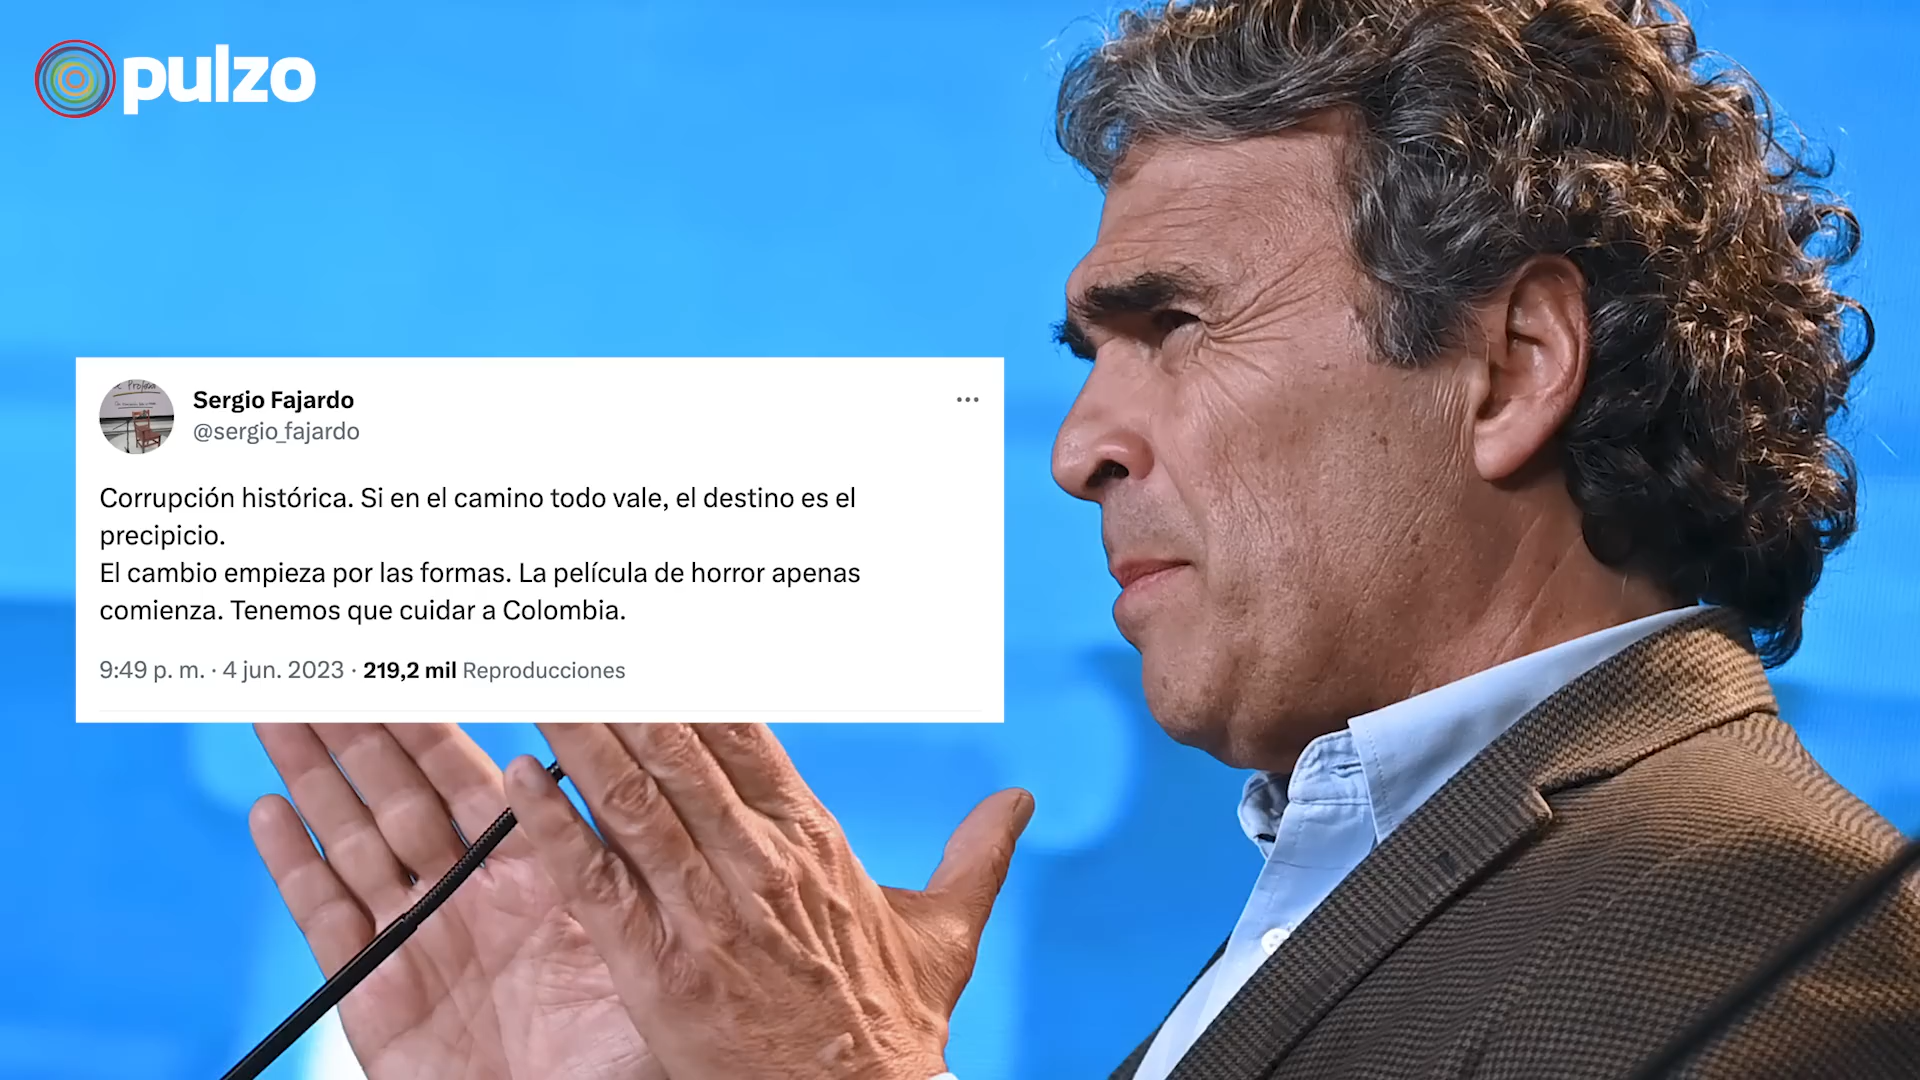 pulzo
Sergio Fajardo
@sergio_fajardo
Corrupción histórica. Si en el camino todo vale, el destino es el
precipicio.
El cambio empieza por las formas. La película de horror apenas
comienza. Tenemos que cuidar a Colombia.
9:49 p. m. · 4 jun. 2023 · 219,2 mil Reproducciones